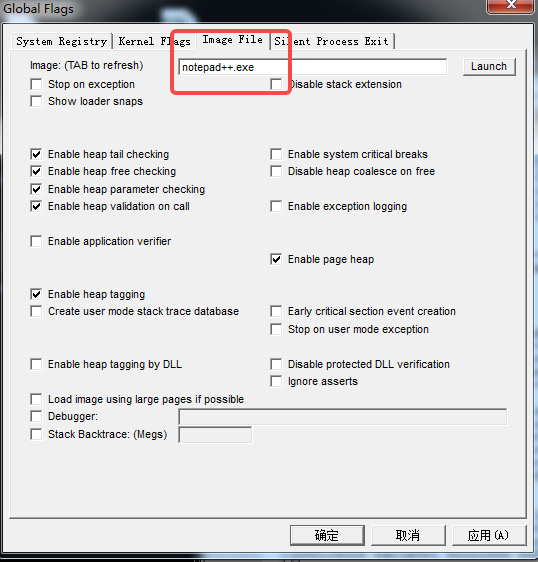 Global Flags
System Registry Kernel Flags Image File Silent Process Exit
Image: (TAB to refresh) notepad++.exe Launch
Stop on exception Disable stack extension
Show loader snaps
Enable heap tail checking Enable system critical breaks
Enable heap free checking Disable heap coalesce on free
Enable heap parameter checking
Enable heap validation on call Enable exception logging
Enable application verifier
Enable page heap
Enable heap tagging
Create user mode stack trace database Early critical section event creation
Stop on user mode exception
Enable heap tagging by DLL Disable protected DLL verification
Ignore asserts
Load image using large pages if possible
Debugger:
Stack Backtrace: (Megs)
确定 取消 应用(A)